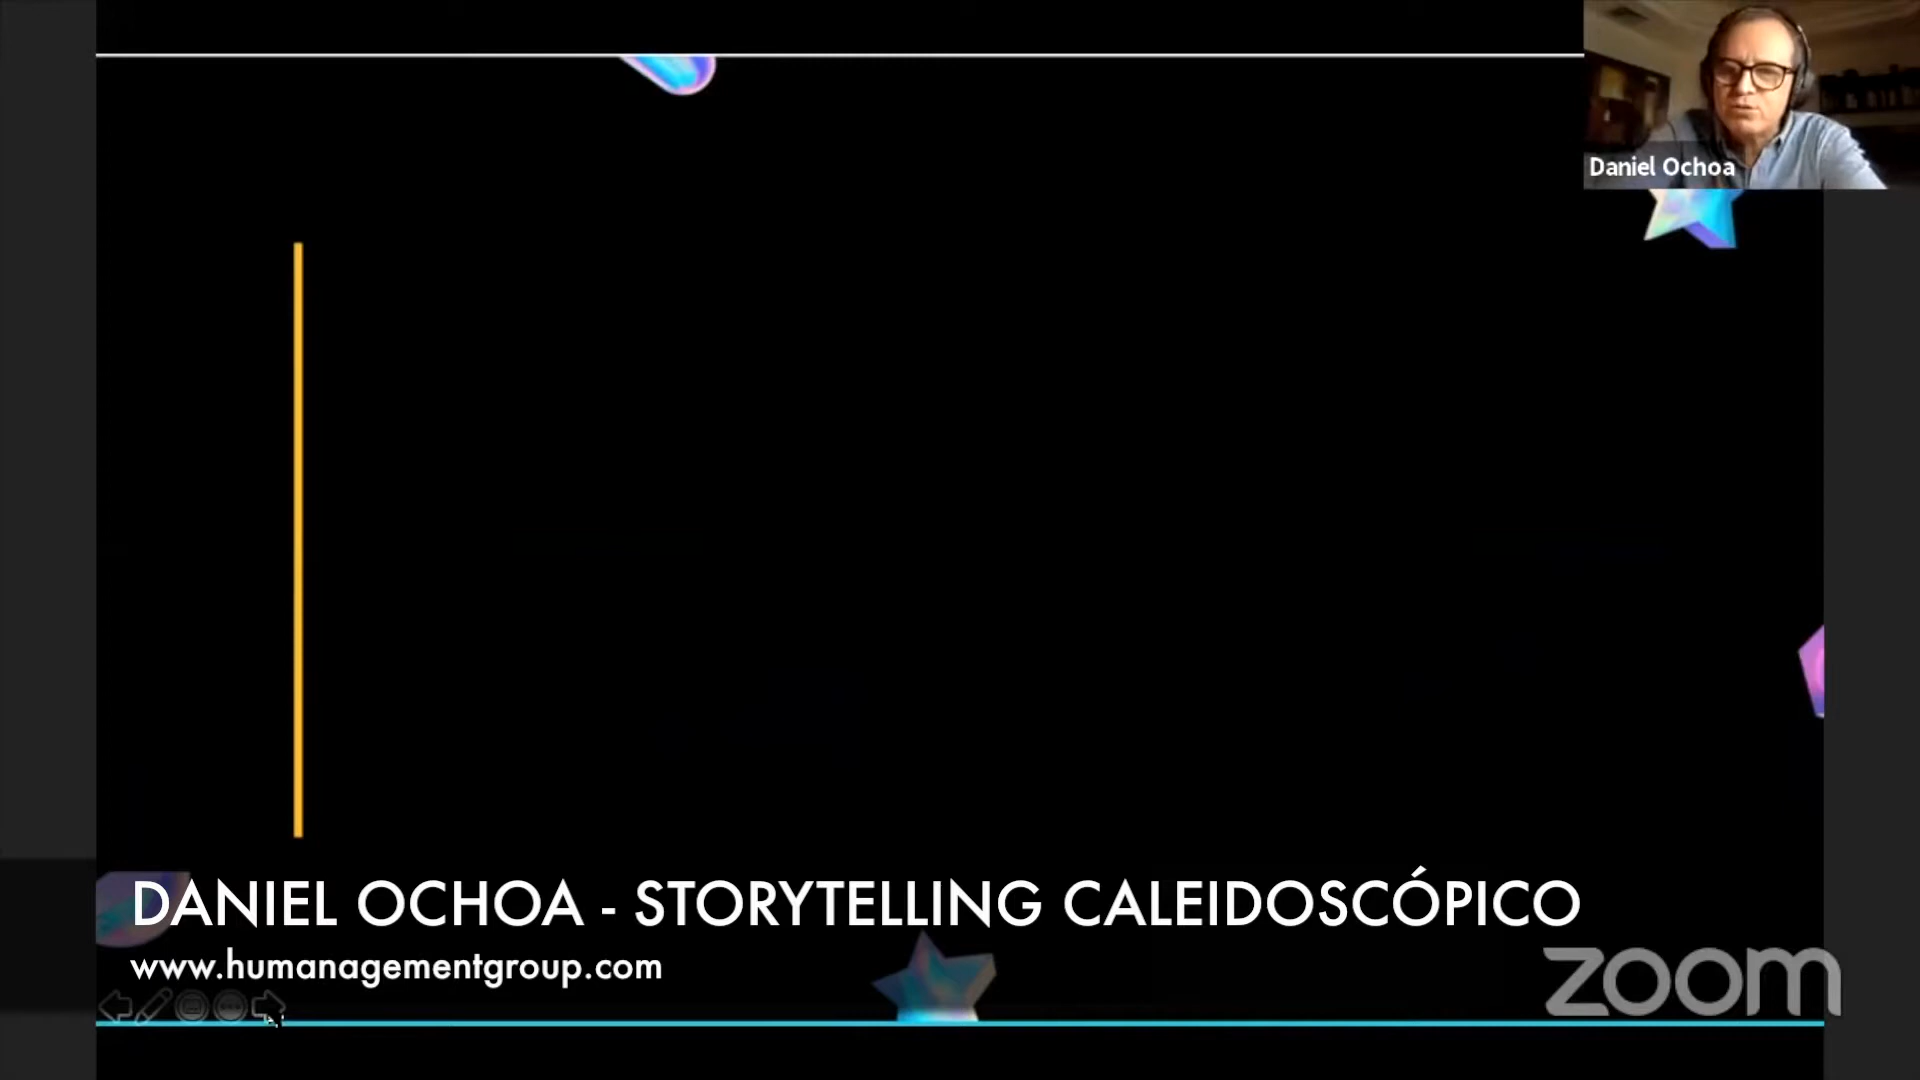 Daniel Ochoa
DANIEL OCHOA - STORYTELLING CALEIDOSCÓPICO
www.humanagementgroup.com
zoom